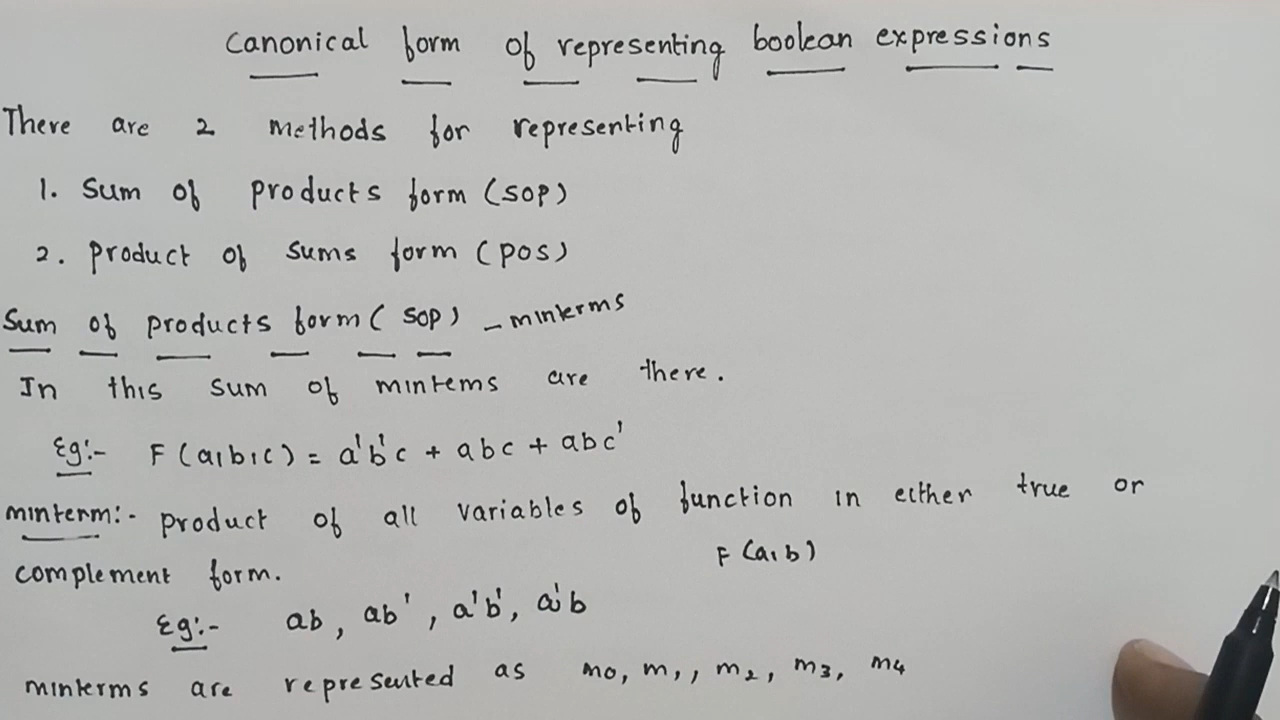 canonical form of representing boolean expressions
There are 2 methods for representing
1. Sum of products form (SOP)
2. product of sums form (POS)
Sum of products form (SOP) - minterms
In this sum of mintems are there.
Eg:- F(a,b,c) = a'b'c + abc + abc'
minterm:- product of all variables of function in either true or
complement form.
F(a,b)
Eg:- ab, ab', a'b', a'b
minterms are represented as m0, m1, m2, m3, m4